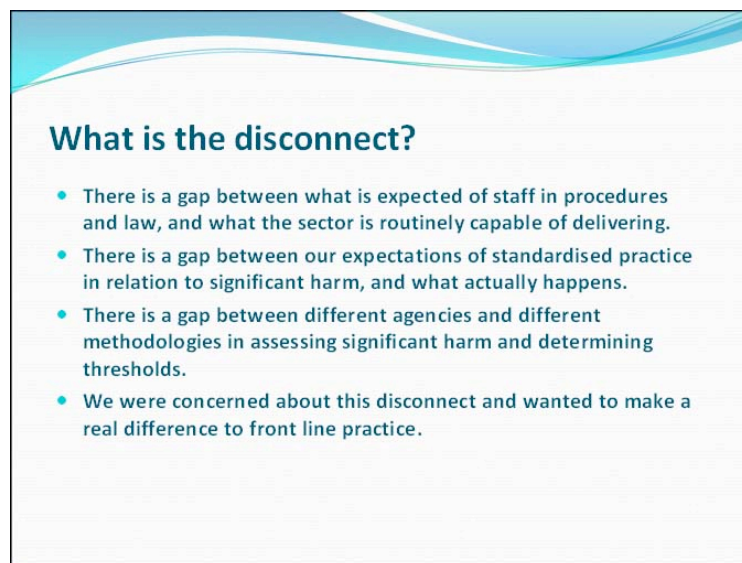 What is the disconnect?
• There is a gap between what is expected of staff in procedures
and law, and what the sector is routinely capable of delivering.
• There is a gap between our expectations of standardised practice
in relation to significant harm, and what actually happens.
• There is a gap between different agencies and different
methodologies in assessing significant harm and determining
thresholds.
• We were concerned about this disconnect and wanted to make a
real difference to front line practice.